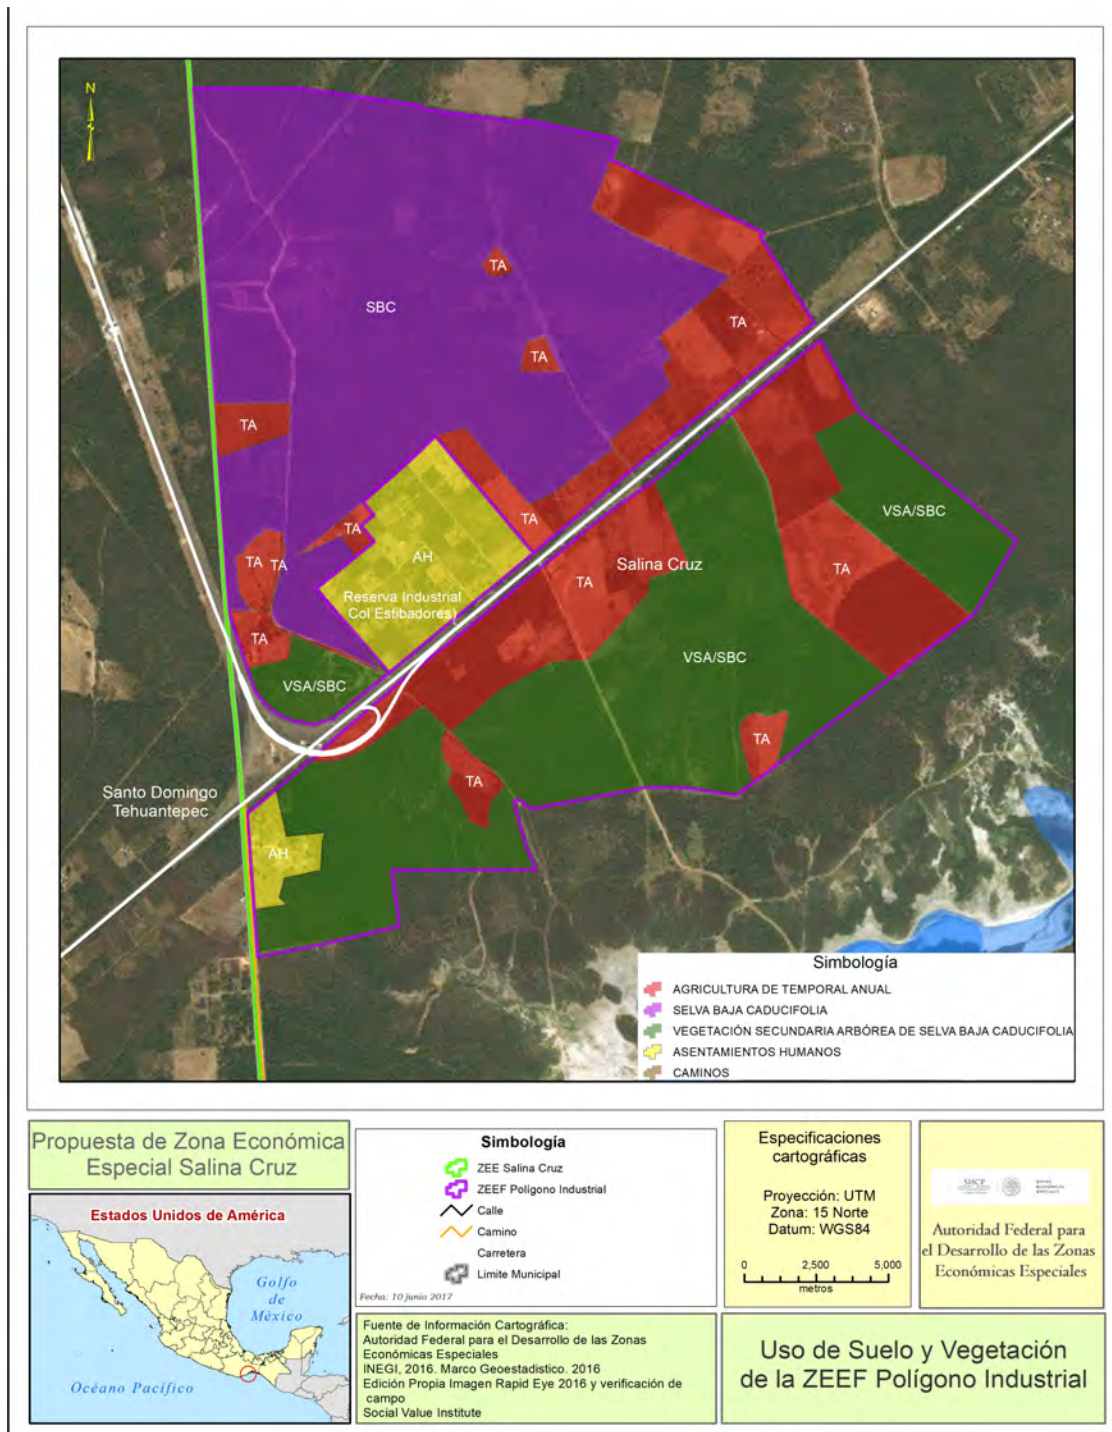 N
SBC
TA
TA
TA
TA
TA
TA
AH
Reserva Industrial
Col Estibadores)
TA
TA
TA
VSA/SBC
Salina Cruz
TA
TA
VSA/SBC
TA
VSA/SBC
TA
TA
Santo Domingo
Tehuantepec
AH
Simbología
AGRICULTURA DE TEMPORAL ANUAL
SELVA BAJA CADUCIFOLIA
VEGETACIÓN SECUNDARIA ARBÓREA DE SELVA BAJA CADUCIFOLIA
ASENTAMIENTOS HUMANOS
CAMINOS
Propuesta de Zona Económica
Especial Salina Cruz
Estados Unidos de América
Golfo
de
Mèxico
Océano Pacífico
Simbología
ZEE Salina Cruz
ZEEF Polígono Industrial
Calle
Camino
Carretera
Limite Municipal
Fecha: 10 junio 2017
Fuente de Información Cartográfica:
Autoridad Federal para el Desarrollo de las Zonas
Económicas Especiales
INEGI, 2016. Marco Geoestadistico. 2016
Edición Propia Imagen Rapid Eye 2016 y verificación de
campo
Social Value Institute
Especificaciones
cartográficas
Proyección: UTM
Zona: 15 Norte
Datum: WGS84
0 2,500 5,000
metros
SHCP
Autoridad Federal para
el Desarrollo de las Zonas
Económicas Especiales
Uso de Suelo y Vegetación
de la ZEEF Polígono Industrial